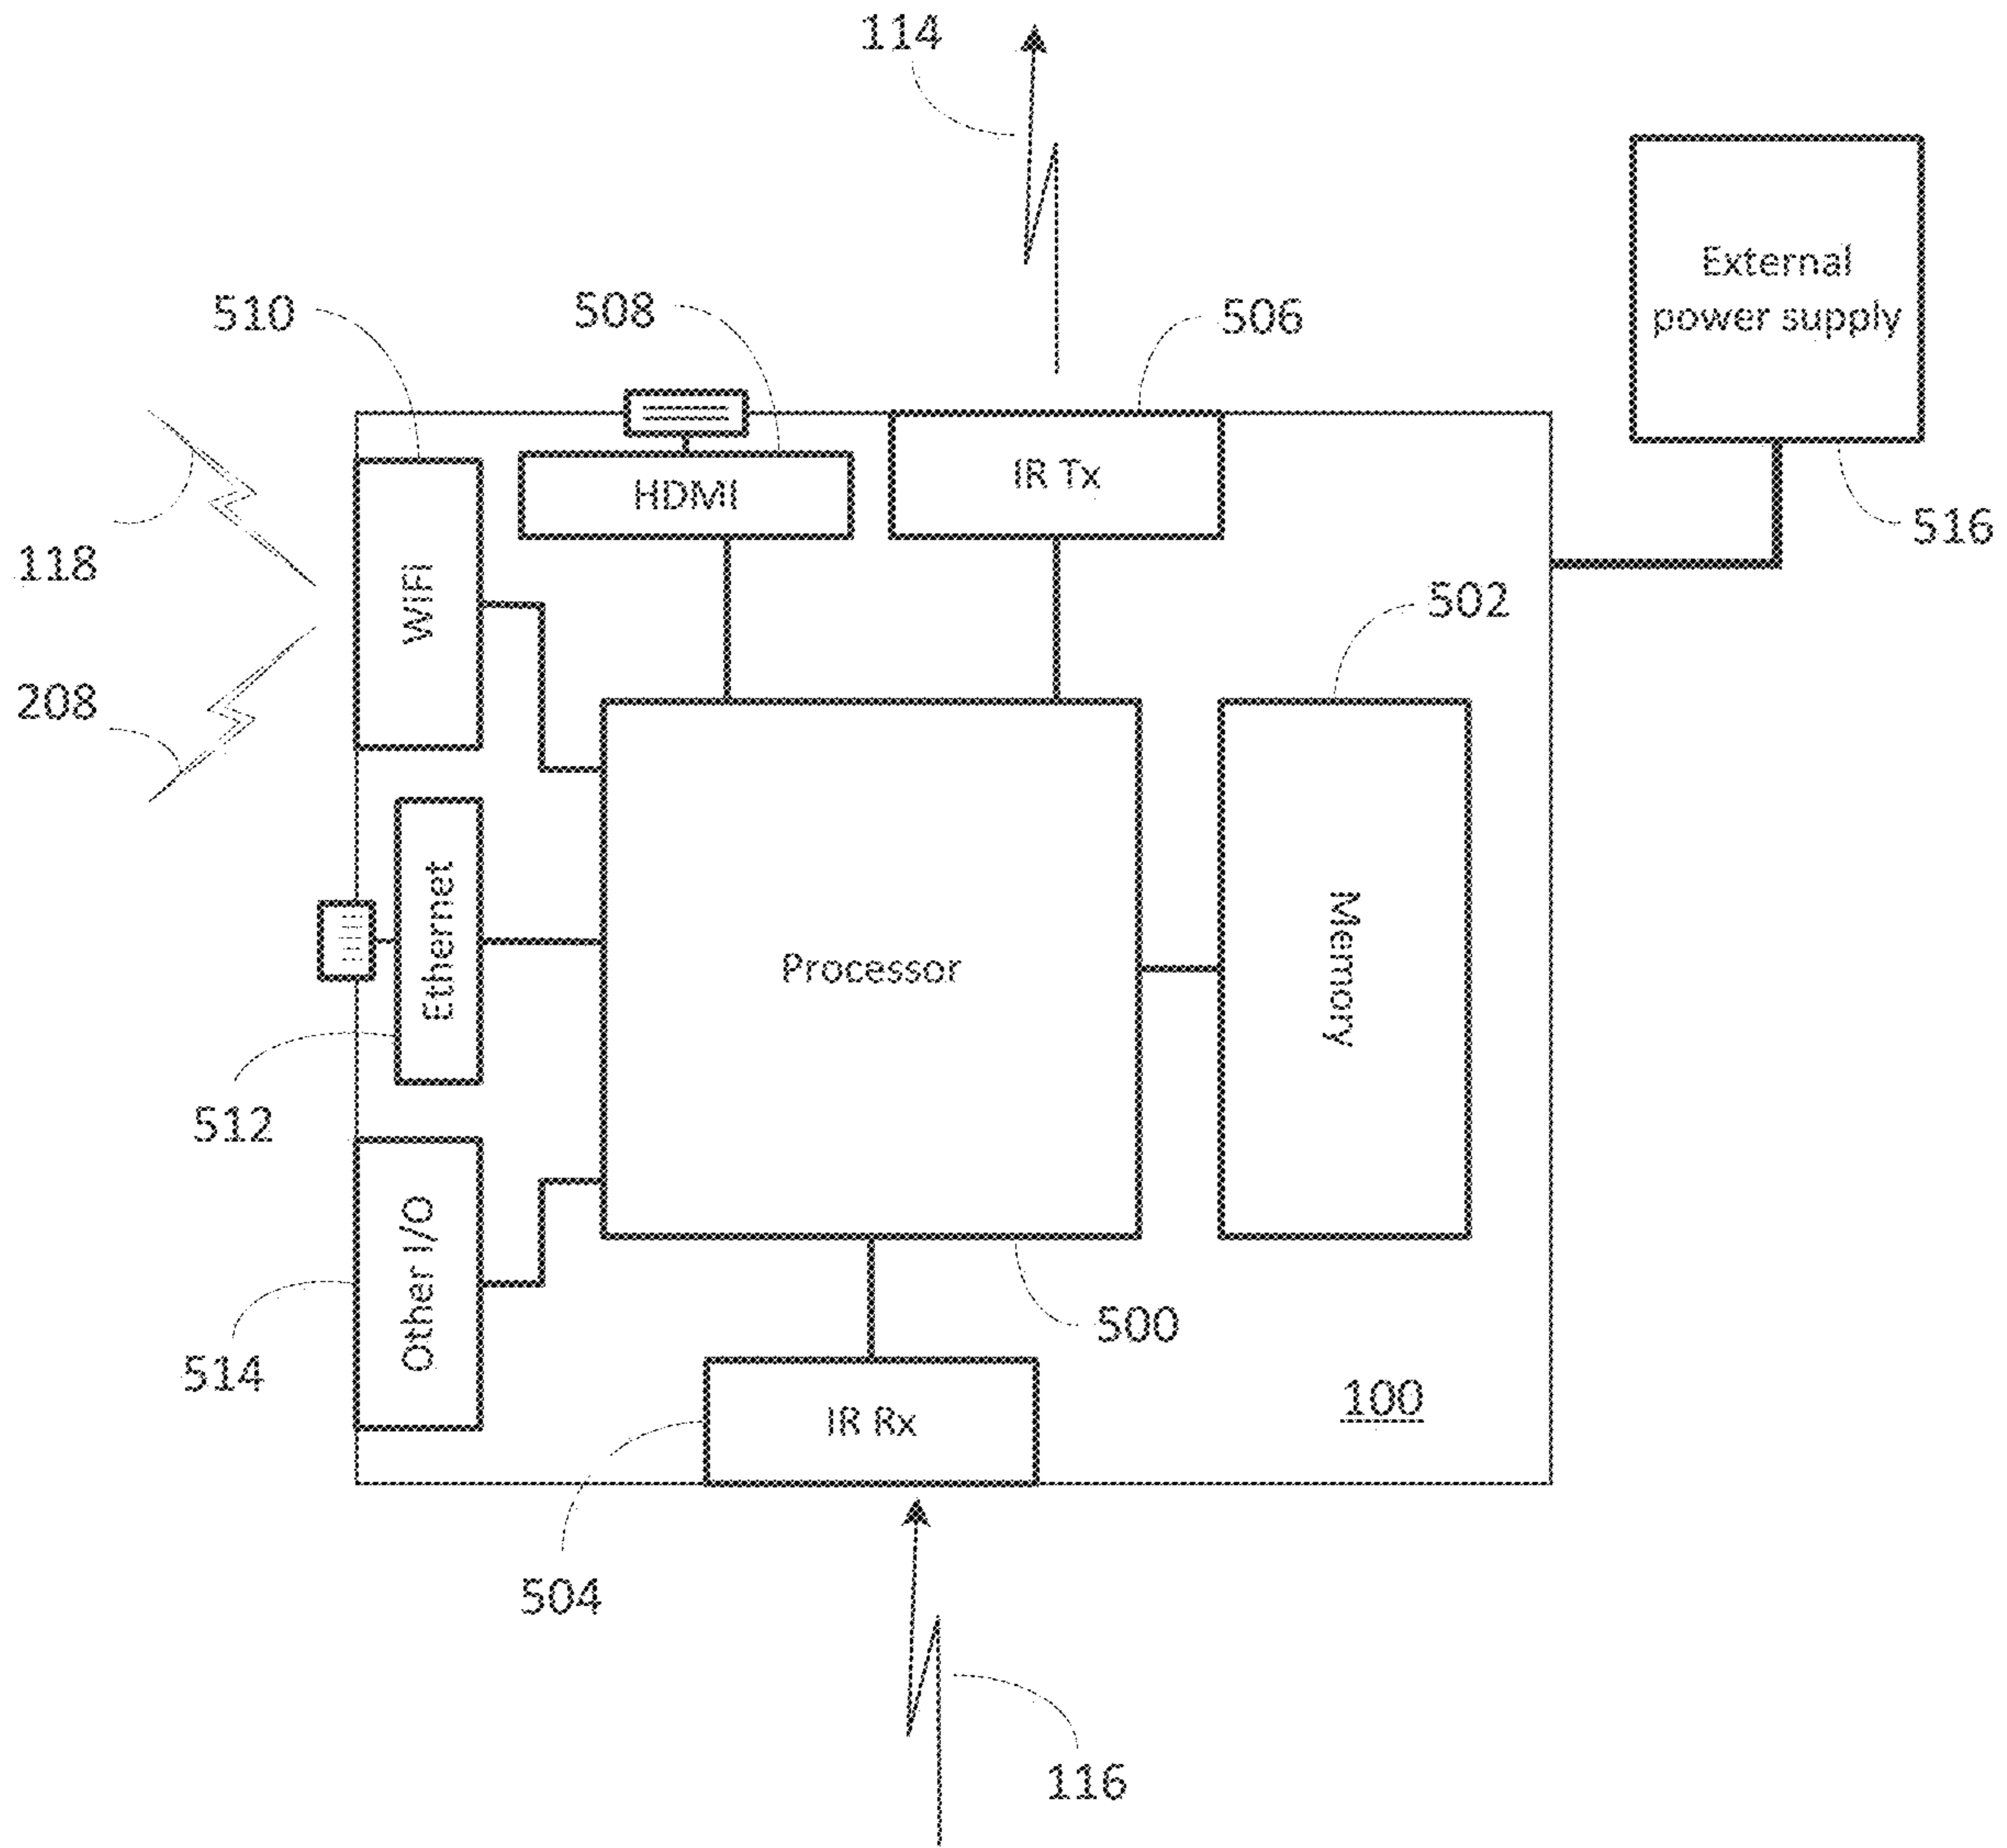 114
External
power supply
510
508
506
516
HDMI
IR Tx
118
WiFi
502
208
Ethernet
Processor
Memory
512
Other I/O
500
514
100
IR Rx
504
116